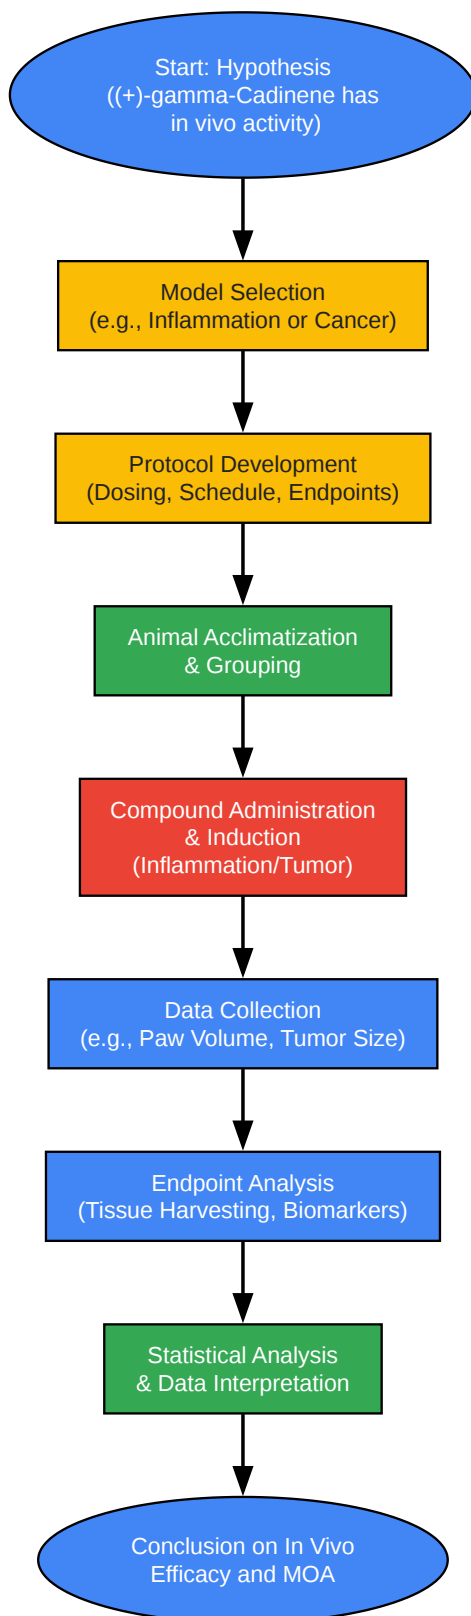 Start: Hypothesis
((+)-gamma-Cadinene has
in vivo activity)
Model Selection
(e.g., Inflammation or Cancer)
Protocol Development
(Dosing, Schedule, Endpoints)
Animal Acclimatization
& Grouping
Compound Administration
& Induction
(Inflammation/Tumor)
Data Collection
(e.g., Paw Volume, Tumor Size)
Endpoint Analysis
(Tissue Harvesting, Biomarkers)
Statistical Analysis
& Data Interpretation
Conclusion on In Vivo
Efficacy and MOA